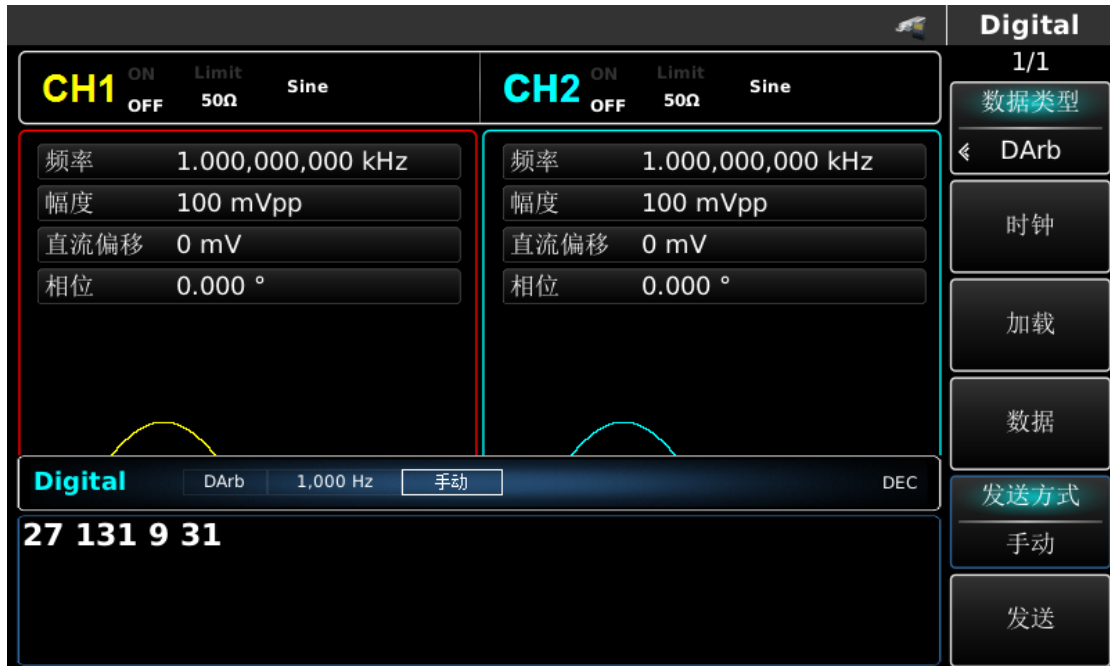 Digital
1/1
CH1 ON OFF Limit 50Ω Sine
CH2 ON OFF Limit 50Ω Sine
频率 1.000,000,000 kHz
幅度 100 mVpp
直流偏移 0 mV
相位 0.000 °
频率 1.000,000,000 kHz
幅度 100 mVpp
直流偏移 0 mV
相位 0.000 °
Digital DArb 1,000 Hz 手动 DEC
27 131 9 31
数据类型
DArb
时钟
加载
数据
发送方式
手动
发送